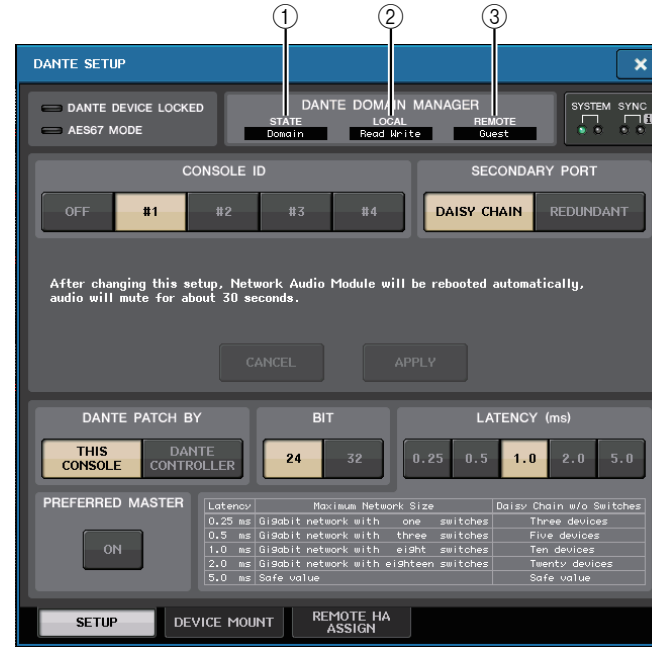 ① ② ③
DANTE SETUP
DANTE DEVICE LOCKED
AES67 MODE
DANTE DOMAIN MANAGER
STATE LOCAL REMOTE
Domain Read Write Guest
SYSTEM SYNC
CONSOLE ID
OFF #1 #2 #3 #4
SECONDARY PORT
DAISY CHAIN REDUNDANT
After changing this setup, Network Audio Module will be rebooted automatically,
audio will mute for about 30 seconds.
CANCEL APPLY
DANTE PATCH BY
THIS CONSOLE
DANTE CONTROLLER
BIT
24 32
LATENCY (ms)
0.25 0.5 1.0 2.0 5.0
PREFERRED MASTER
ON
Latency Maximum Network Size Daisy Chain w/o Switches
0.25 ms Gigabit network with one switches Three devices
0.5 ms Gigabit network with three switches Five devices
1.0 ms Gigabit network with eight switches Ten devices
2.0 ms Gigabit network with eighteen switches Twenty devices
5.0 ms Safe value Safe value
SETUP DEVICE MOUNT REMOTE HA ASSIGN